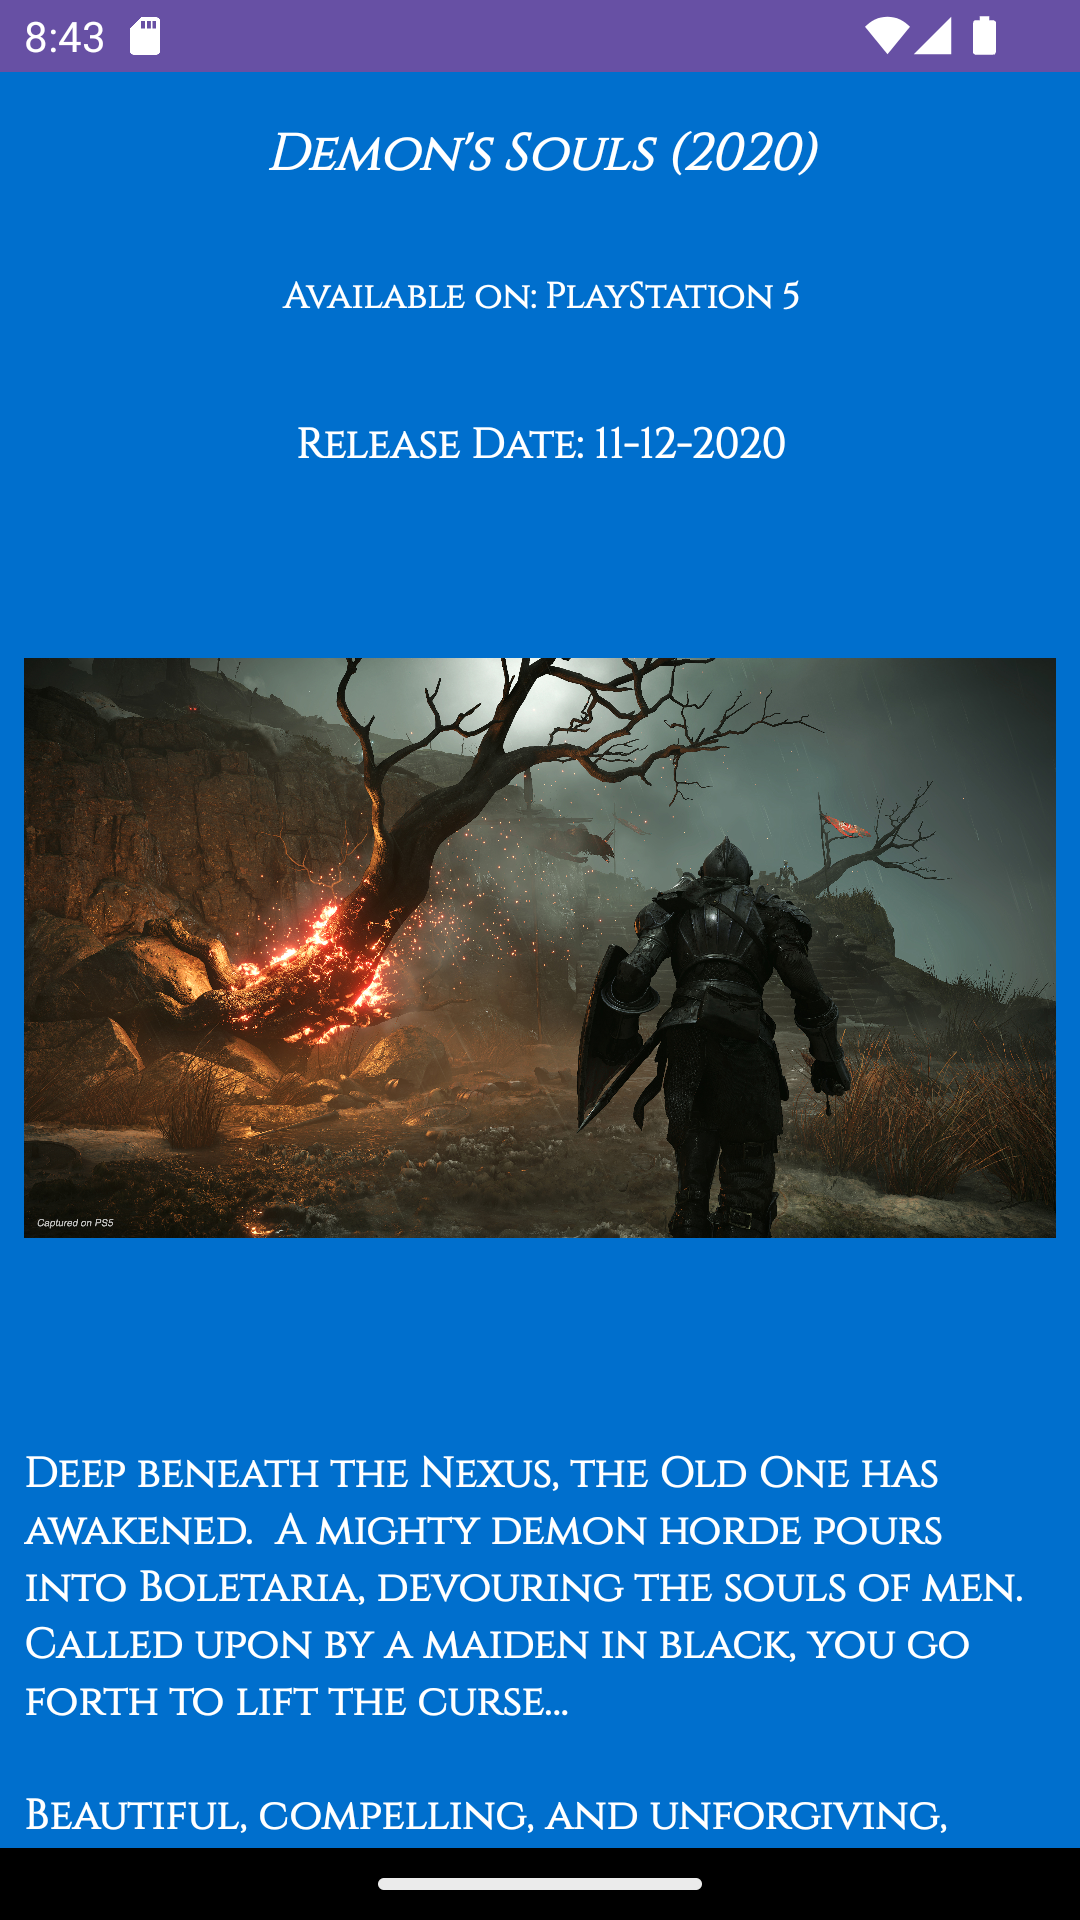 8:43
Demon's Souls (2020)
Available on: PlayStation 5
Release Date: 11-12-2020
Captured on PS5
Deep beneath the Nexus, the Old One has
awakened.  A mighty demon horde pours
into Boletaria, devouring the souls of men.
Called upon by a maiden in black, you go
forth to lift the curse...
Beautiful, compelling, and unforgiving,